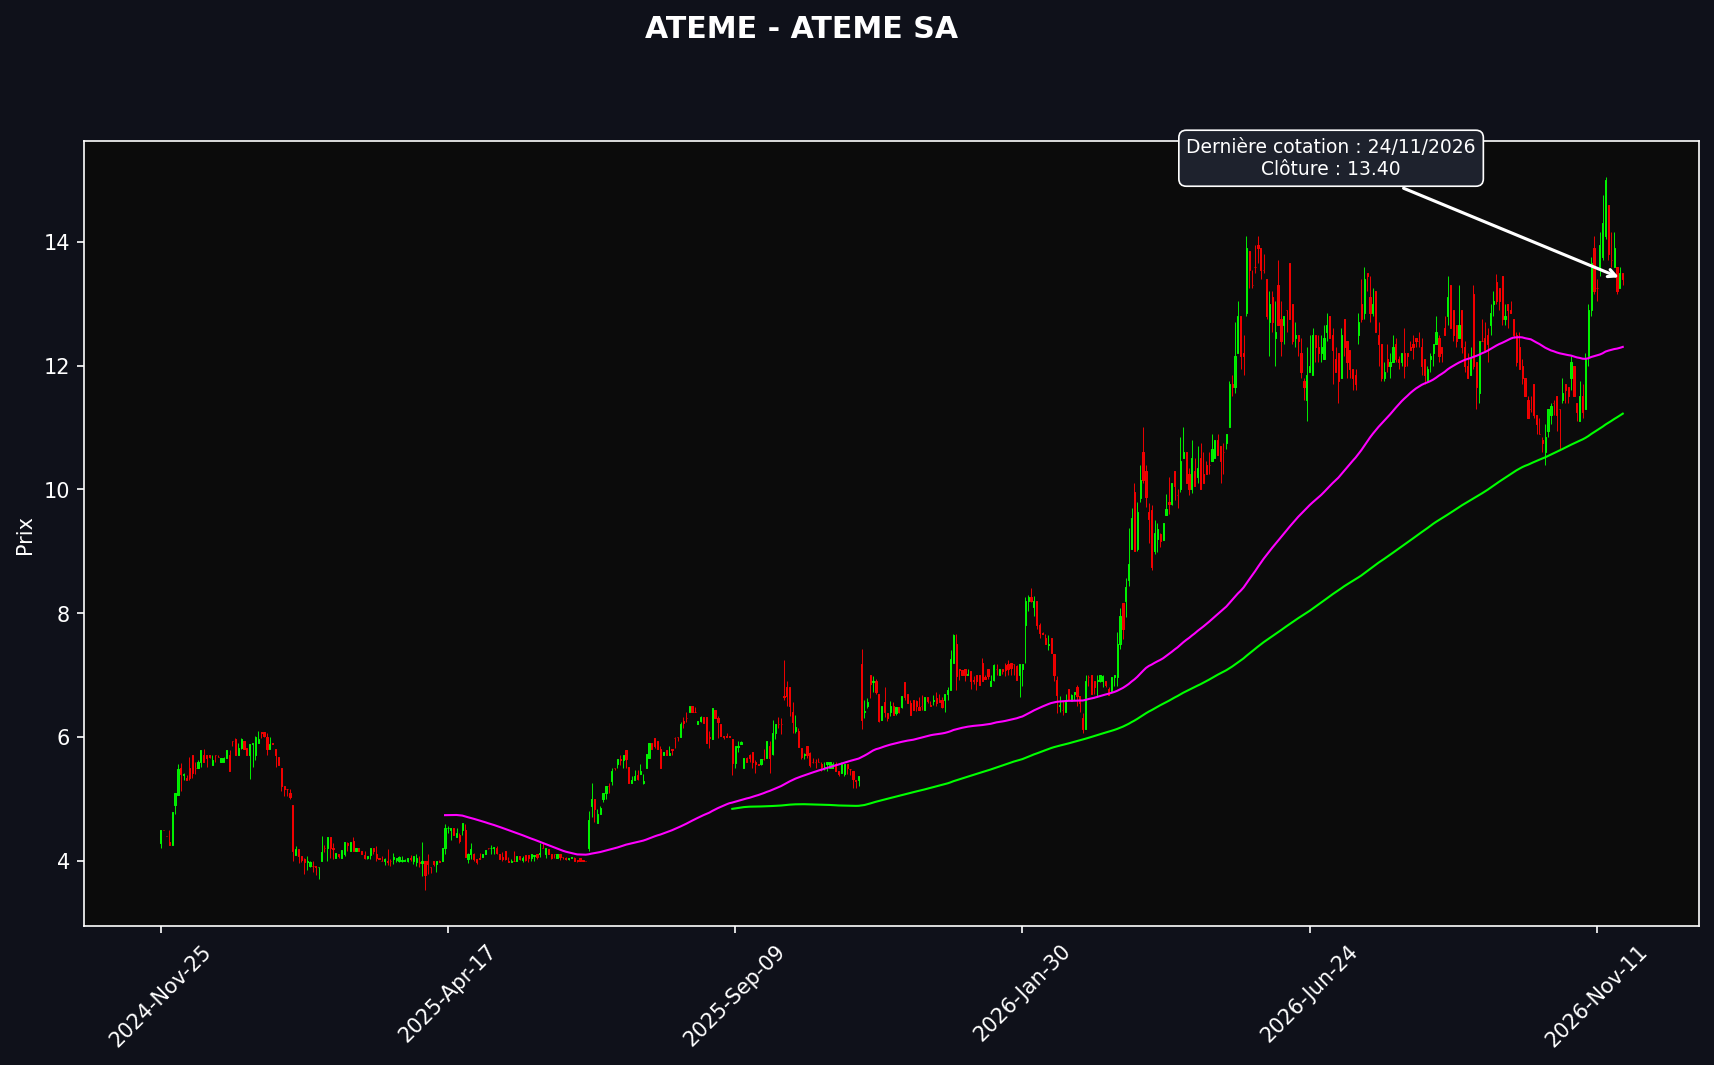 ATEME - ATEME SA
Dernière cotation : 24/11/2026
Clôture : 13.40
Prix
14
12
10
8
6
4
2024-Nov-25
2025-Apr-17
2025-Sep-09
2026-Jan-30
2026-Jun-24
2026-Nov-11